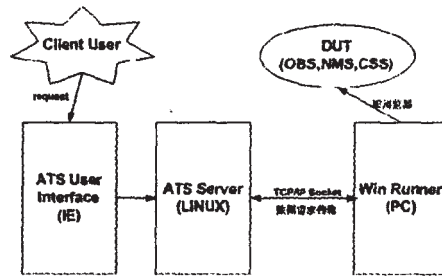 Client User
request
DUT
(OBS,NMS,CSS)
ATS User
Interface
(IE)
ATS Server
(LINUX)
TCP/IP Socket
Win Runner
(PC)